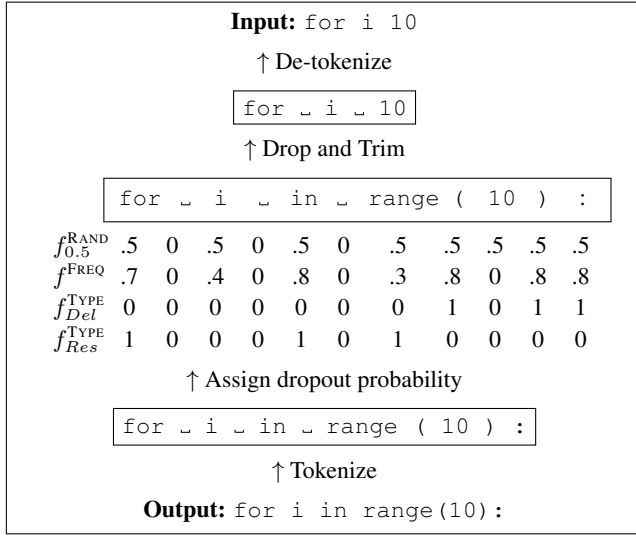 Input: for i 10
↑ De-tokenize
for ␣ i ␣ 10
↑ Drop and Trim
for ␣ i ␣ in ␣ range ( 10 ) :
f^RAND_0.5 .5 0 .5 0 .5 0 .5 .5 .5 .5 .5
f^FREQ .7 0 .4 0 .8 0 .3 .8 0 .8 .8
f^TYPE_Del 0 0 0 0 0 0 0 1 0 1 1
f^TYPE_Res 1 0 0 0 1 0 1 0 0 0 0
↑ Assign dropout probability
for ␣ i ␣ in ␣ range ( 10 ) :
↑ Tokenize
Output: for i in range(10):